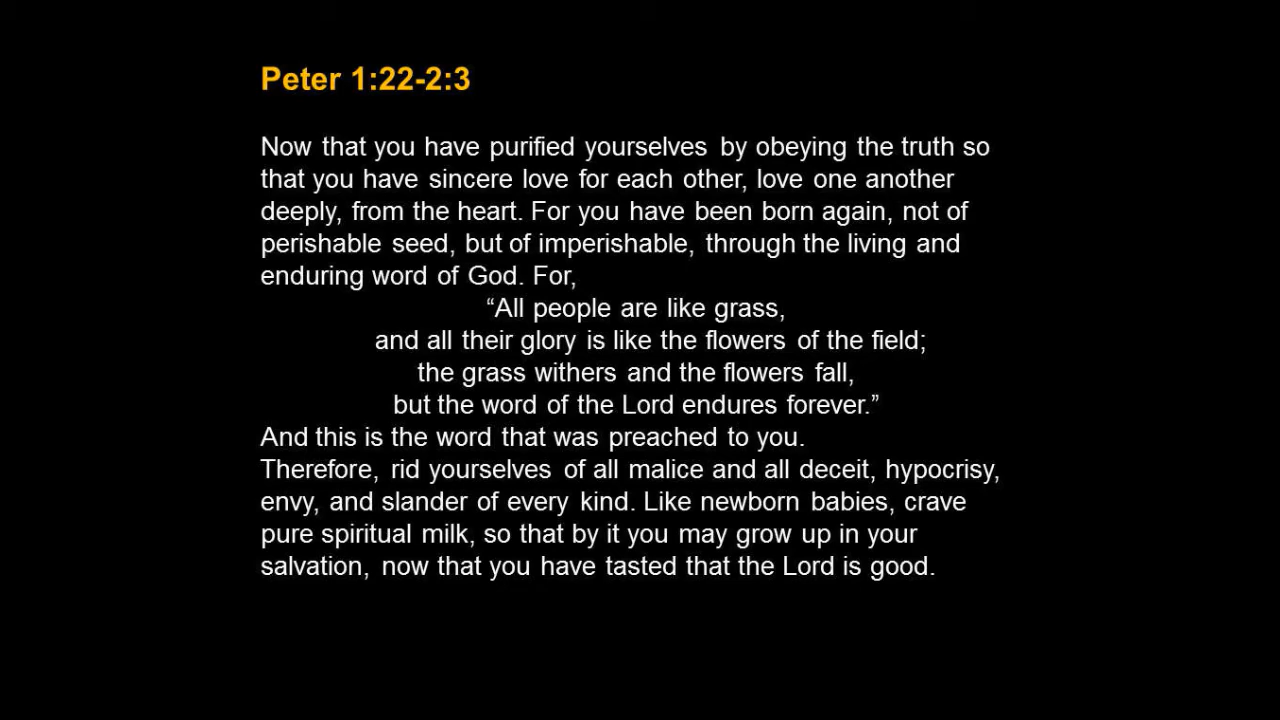 Peter 1:22-2:3
Now that you have purified yourselves by obeying the truth so
that you have sincere love for each other, love one another
deeply, from the heart. For you have been born again, not of
perishable seed, but of imperishable, through the living and
enduring word of God. For,
“All people are like grass,
and all their glory is like the flowers of the field;
the grass withers and the flowers fall,
but the word of the Lord endures forever.”
And this is the word that was preached to you.
Therefore, rid yourselves of all malice and all deceit, hypocrisy,
envy, and slander of every kind. Like newborn babies, crave
pure spiritual milk, so that by it you may grow up in your
salvation, now that you have tasted that the Lord is good.